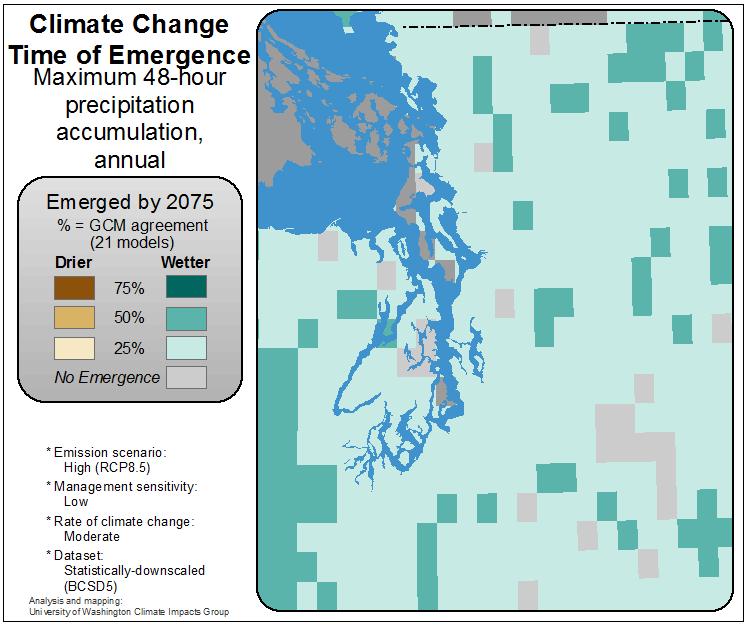 Climate Change
Time of Emergence
Maximum 48-hour
precipitation
accumulation,
annual
Emerged by 2075
% = GCM agreement
(21 models)
Drier Wetter
75%
50%
25%
No Emergence
* Emission scenario:
High (RCP8.5)
* Management sensitivity:
Low
* Rate of climate change:
Moderate
* Dataset:
Statistically-downscaled
(BCSD5)
Analysis and mapping:
University of Washington Climate Impacts Group